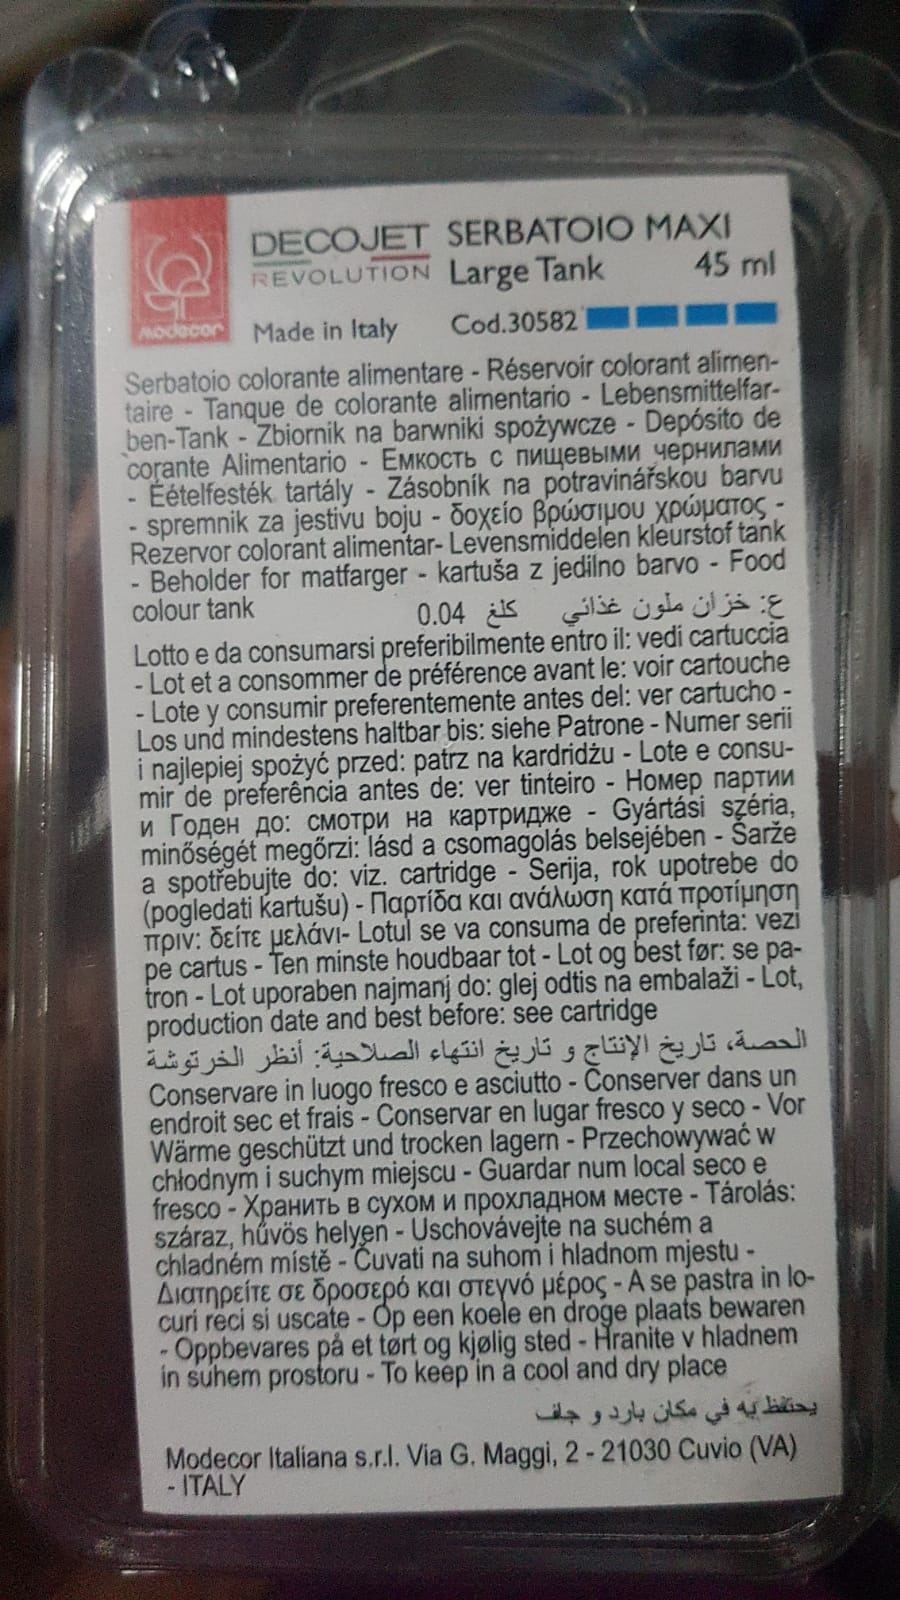 modecor
DECOJET SERBATOIO MAXI
REVOLUTION Large Tank 45 ml
Made in Italy Cod.30582
Serbatoio colorante alimentare - Réservoir colorant alimen-
taire - Tanque de colorante alimentario - Lebensmittelfar-
ben-Tank - Zbiornik na barwniki spożywcze - Depósito de
corante Alimentario - Емкость с пищевыми чернилами
- Éételfesték tartály - Zásobník na potravinářskou barvu
- spremnik za jestivu boju - δοχείο βρώσιμου χρώματος -
Rezervor colorant alimentar- Levensmiddelen kleurstof tank
- Beholder for matfarger - kartuša z jedilno barvo - Food
colour tank
ع: خزان ملون غذائي 0.04 كلغ
Lotto e da consumarsi preferibilmente entro il: vedi cartuccia
- Lot et a consommer de préférence avant le: voir cartouche
- Lote y consumir preferentemente antes del: ver cartucho -
Los und mindestens haltbar bis: siehe Patrone - Numer serii
i najlepiej spożyć przed: patrz na kardridżu - Lote e consu-
mir de preferência antes de: ver tinteiro - Номер партии
и Годен до: смотри на картридже - Gyártási széria,
minőségét megőrzi: lásd a csomagolás belsejében - Šarže
a spotřebujte do: viz. cartridge - Serija, rok upotrebe do
(pogledati kartušu) - Παρτίδα και ανάλωση κατά προτίμηση
πριν: δείτε μελάνι- Lotul se va consuma de preferinta: vezi
pe cartus - Ten minste houdbaar tot - Lot og best før: se pa-
tron - Lot uporaben najmanj do: glej odtis na embalaži - Lot,
production date and best before: see cartridge
الحصة، تاريخ الإنتاج و تاريخ انتهاء الصلاحية: أنظر الخرتوشة
Conservare in luogo fresco e asciutto - Conserver dans un
endroit sec et frais - Conservar en lugar fresco y seco - Vor
Wärme geschützt und trocken lagern - Przechowywać w
chłodnym i suchym miejscu - Guardar num local seco e
fresco - Хранить в сухом и прохладном месте - Tárolás:
száraz, hűvös helyen - Uschovávejte na suchém a
chladném místě - Čuvati na suhom i hladnom mjestu -
Διατηρείτε σε δροσερό και στεγνό μέρος - A se pastra in lo-
curi reci si uscate - Op een koele en droge plaats bewaren
- Oppbevares på et tørt og kjølig sted - Hranite v hladnem
in suhem prostoru - To keep in a cool and dry place
يحتفظ به في مكان بارد و جاف
Modecor Italiana s.r.l. Via G. Maggi, 2 - 21030 Cuvio (VA)
- ITALY